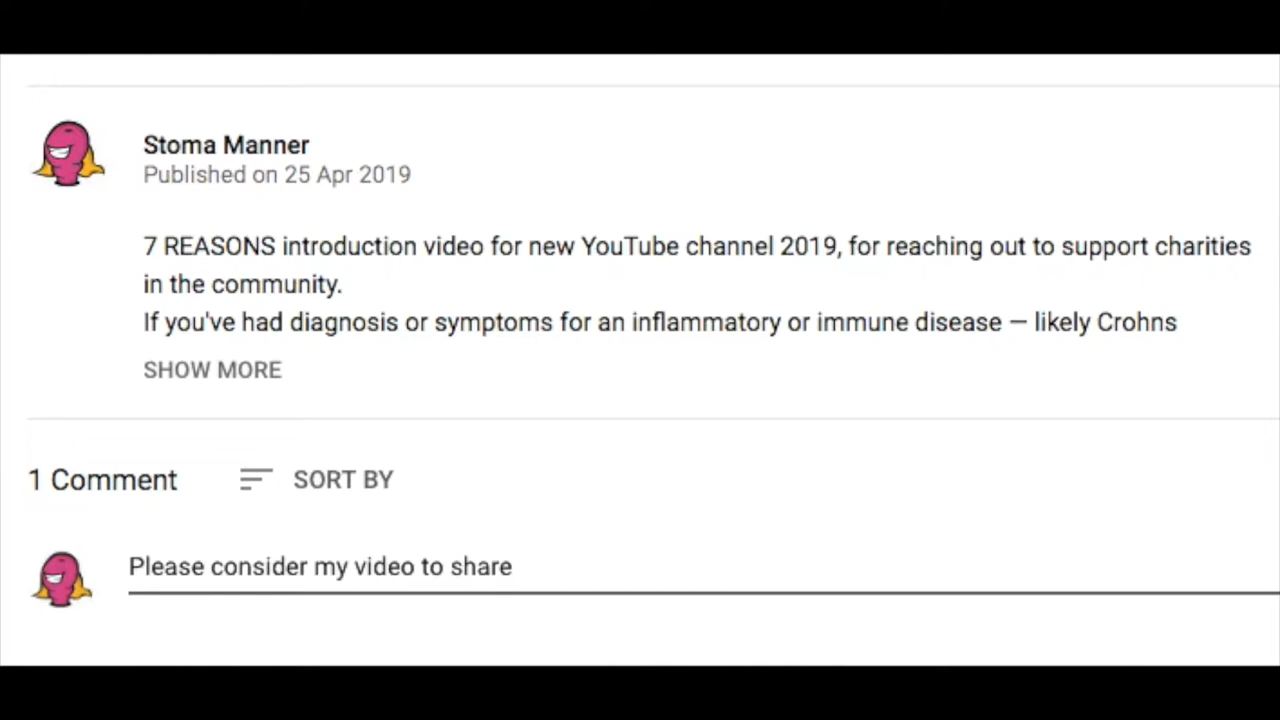 Stoma Manner
Published on 25 Apr 2019
7 REASONS introduction video for new YouTube channel 2019, for reaching out to support charities
in the community.
If you've had diagnosis or symptoms for an inflammatory or immune disease — likely Crohns
SHOW MORE
1 Comment SORT BY
Please consider my video to share